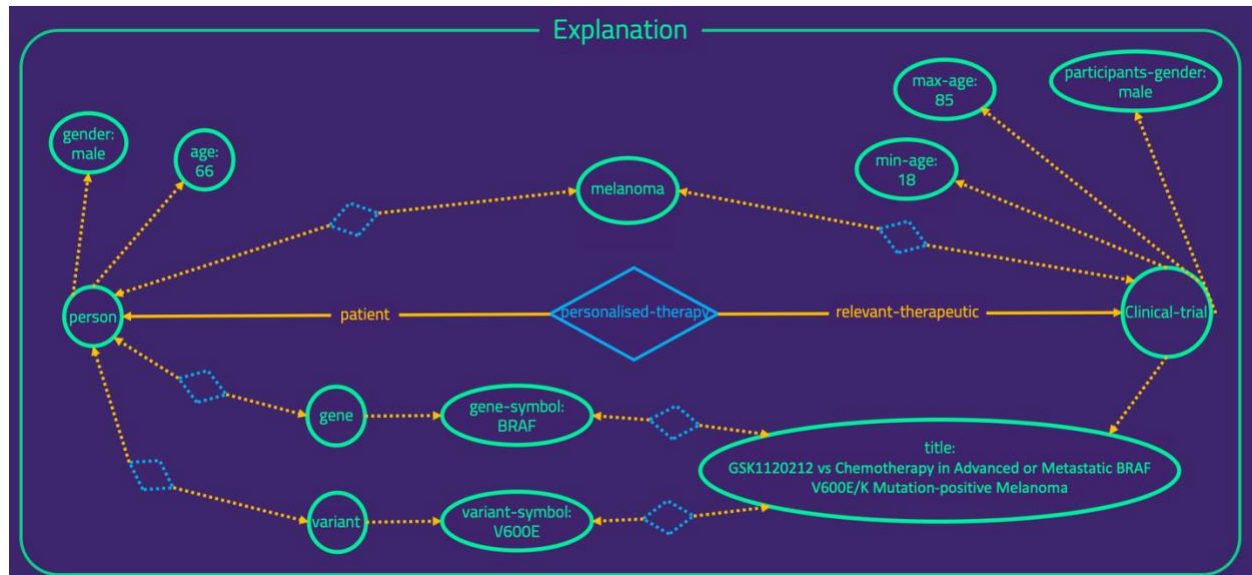 Explanation
gender:
male
age:
66
melanoma
max-age:
85
participants-gender:
male
min-age:
18
person
patient
personalised-therapy
relevant-therapeutic
Clinical-trial
gene
gene-symbol:
BRAF
variant
variant-symbol:
V600E
title:
GSK1120212 vs Chemotherapy in Advanced or Metastatic BRAF
V600E/K Mutation-positive Melanoma